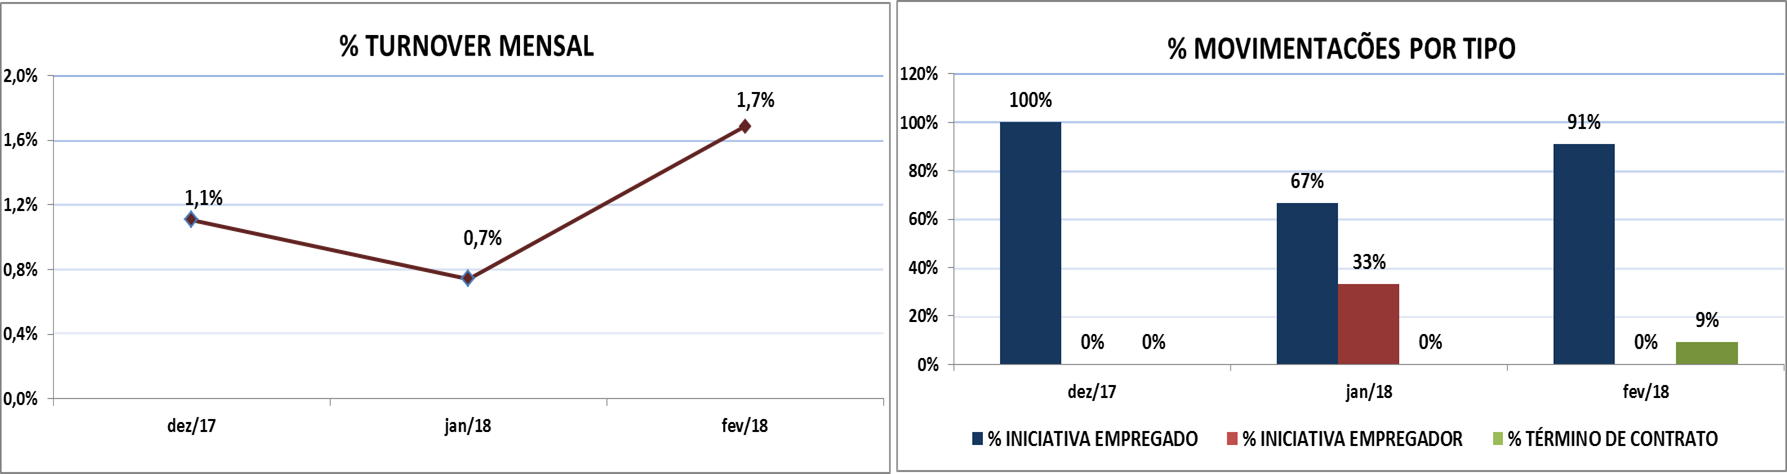 % TURNOVER MENSAL
2,0%
1,6%
1,2%
0,8%
0,4%
0,0%
1,1%
0,7%
1,7%
dez/17
jan/18
fev/18
% MOVIMENTACÕES POR TIPO
120%
100%
80%
60%
40%
20%
0%
100%
0%
0%
67%
33%
0%
91%
0%
9%
dez/17
jan/18
fev/18
% INICIATIVA EMPREGADO
% INICIATIVA EMPREGADOR
% TÉRMINO DE CONTRATO